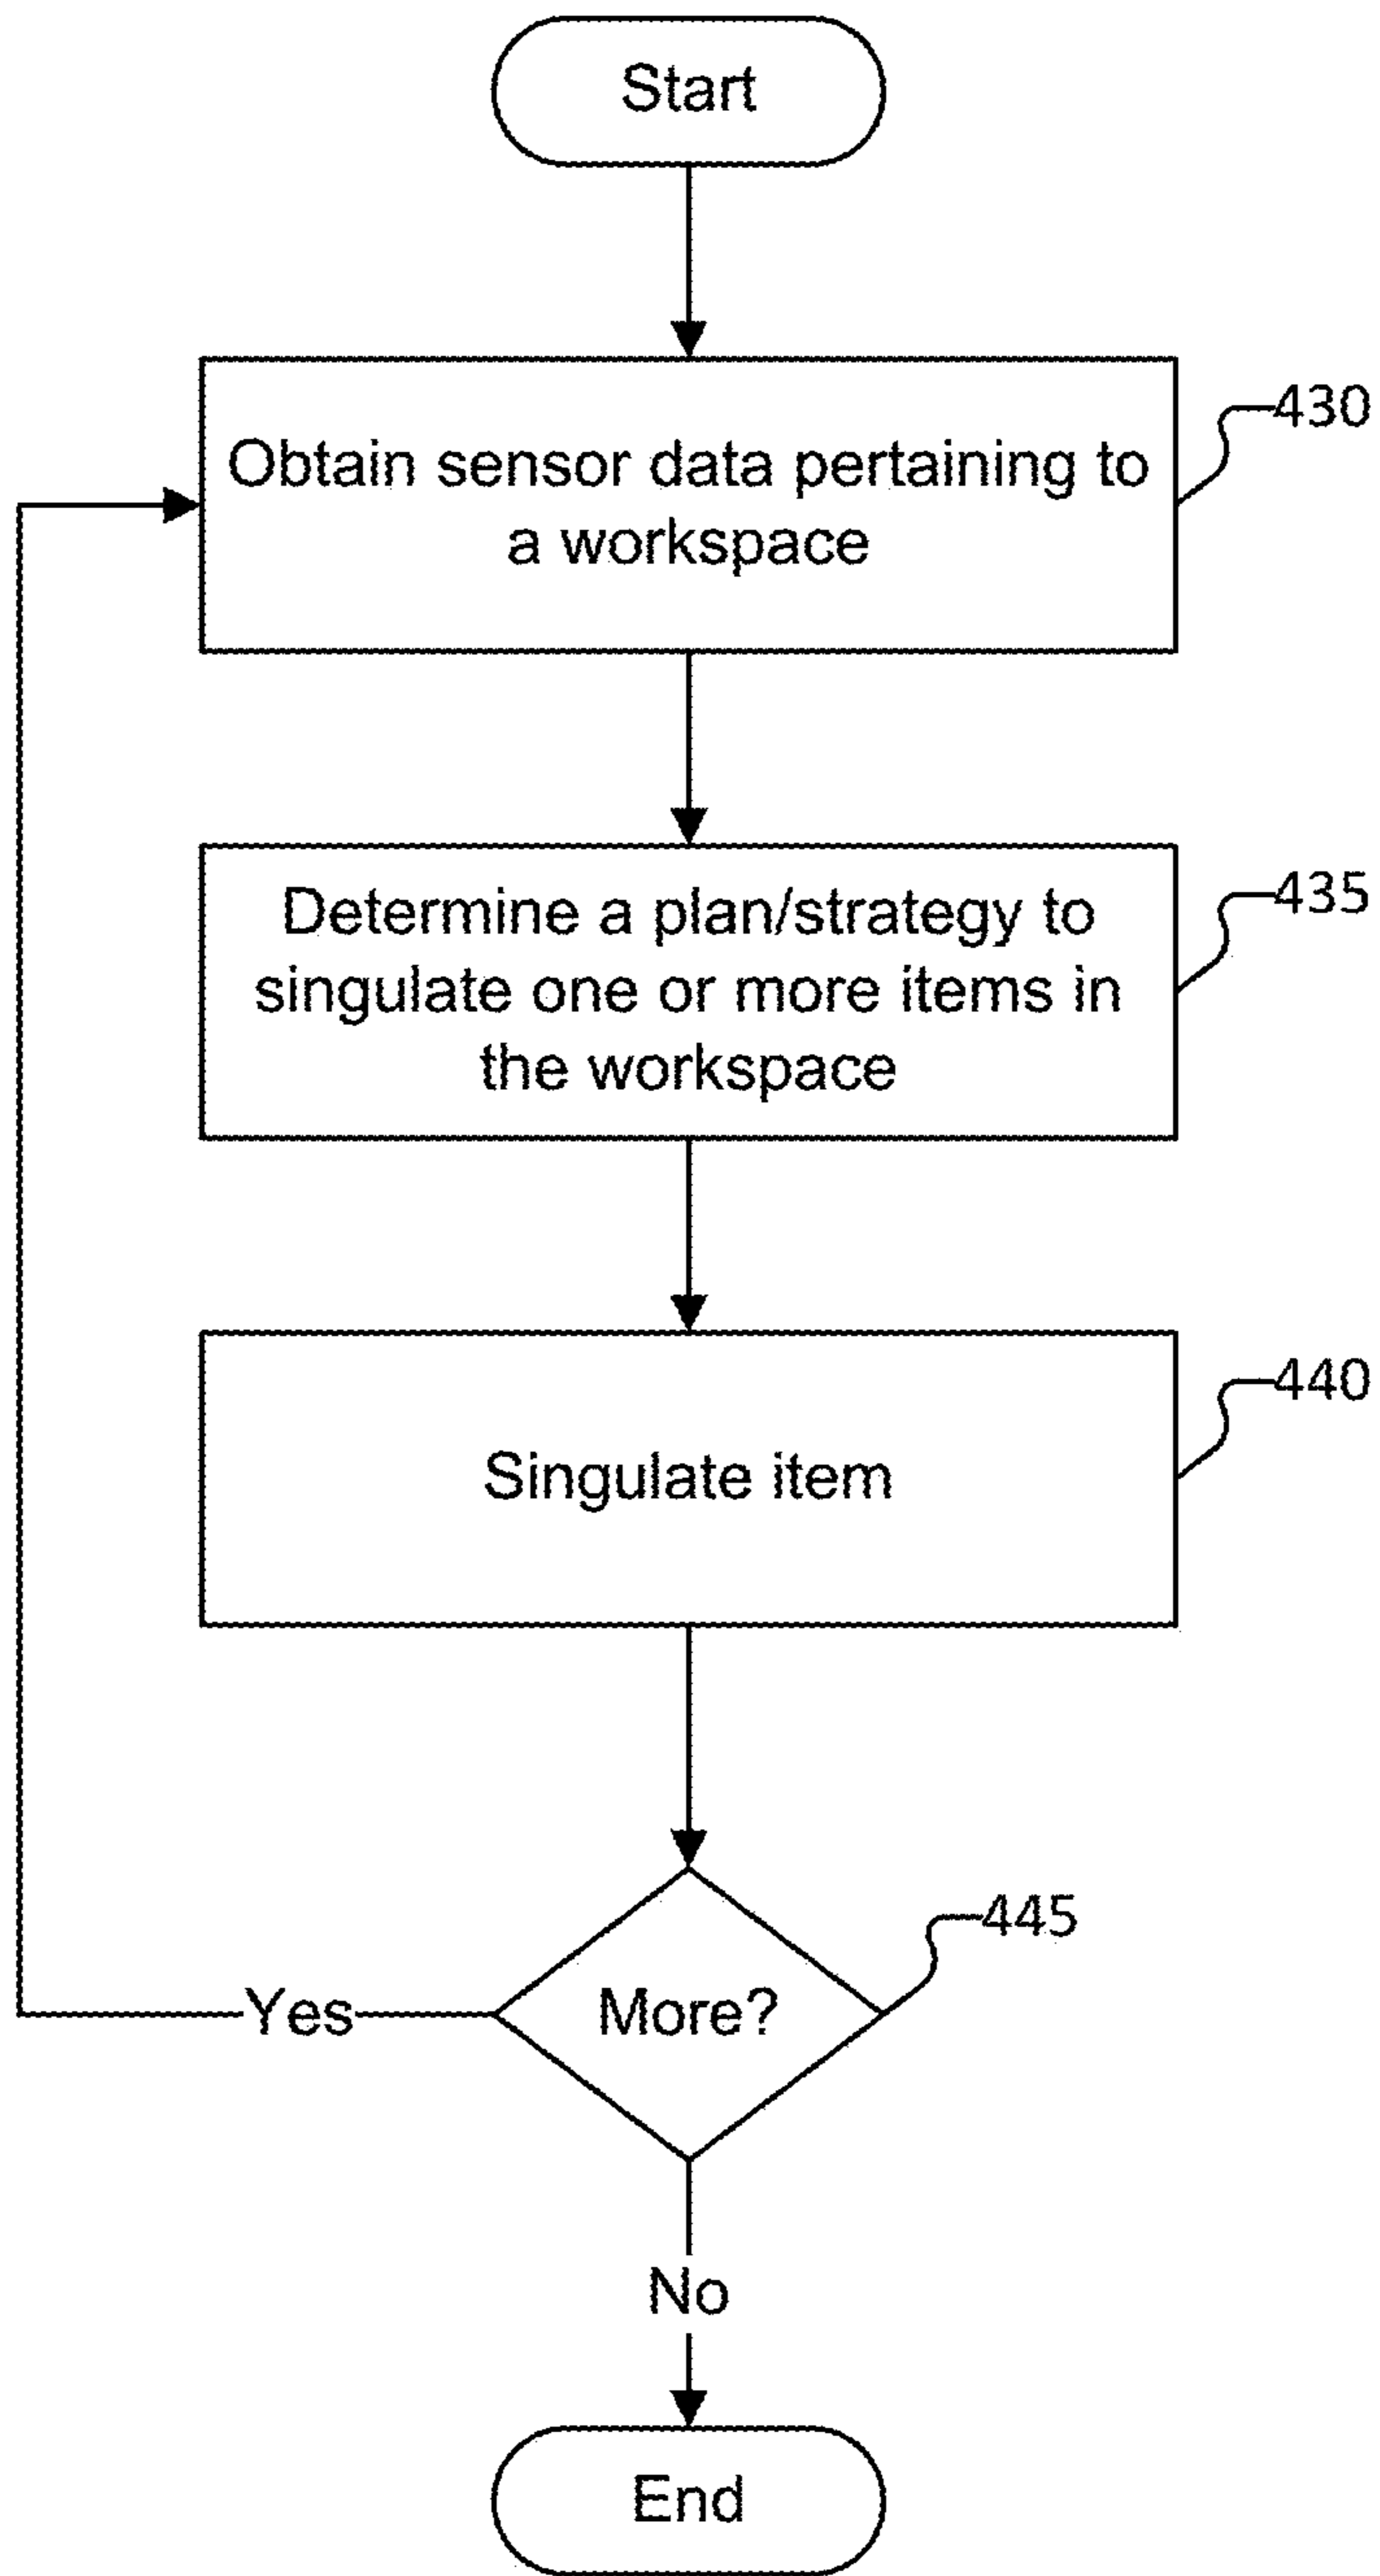 Start
Obtain sensor data pertaining to
a workspace
430
Determine a plan/strategy to
singulate one or more items in
the workspace
435
Singulate item
440
More?
445
Yes
No
End